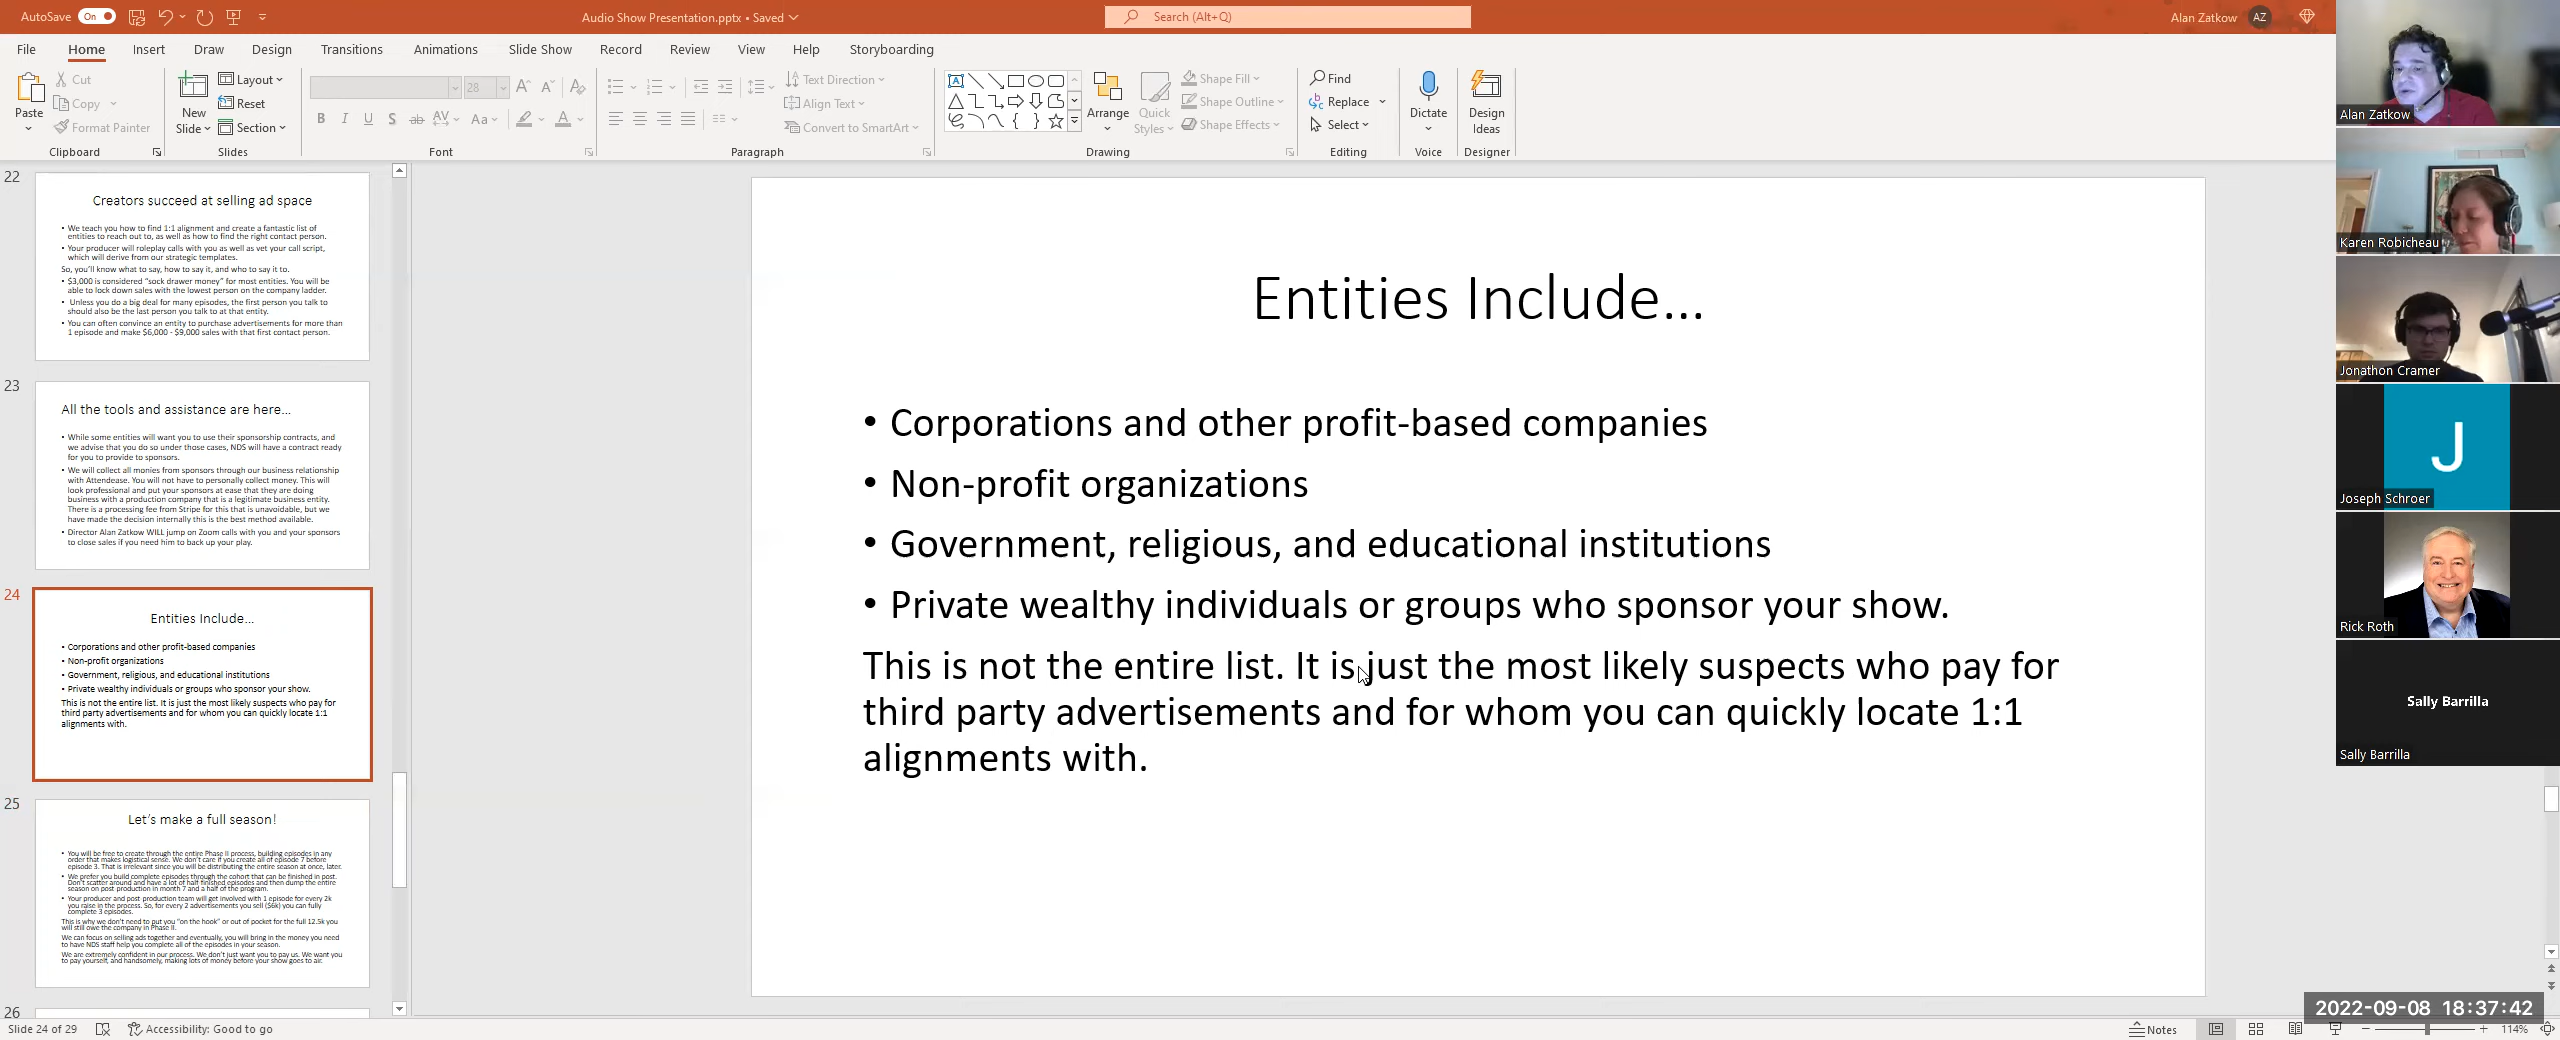 AutoSave On
Audio Show Presentation.pptx • Saved
Search (Alt+Q)
Alan Zatkow AZ
File Home Insert Draw Design Transitions Animations Slide Show Record Review View Help Storyboarding
Paste
Cut
Copy
Format Painter
Clipboard
New
Slide
Layout
Reset
Section
Slides
28
B I U S ab AV Aa A
Font
Text Direction
Align Text
Convert to SmartArt
Paragraph
Arrange
Quick
Styles
Shape Fill
Shape Outline
Shape Effects
Drawing
Find
Replace
Select
Editing
Dictate
Voice
Design
Ideas
Designer
22
Creators succeed at selling ad space
• We teach you how to find 1:1 alignment and create a fantastic list of
entities to reach out to, as well as how to find the right contact person.
• Your producer will roleplay calls with you as well as vet your call script,
which will derive from our strategic templates.
So, you'll know what to say, how to say it, and who to say it to.
• $3,000 is considered "sock drawer money" for most entities. You will be
able to lock down sales with the lowest person on the company ladder.
• Unless you do a big deal for many episodes, the first person you talk to
should also be the last person you talk to at that entity.
• You can often convince an entity to purchase advertisements for more than
1 episode and make $6,000 - $9,000 sales with that first contact person.
23
All the tools and assistance are here...
• While some entities will want you to use their sponsorship contracts, and
we advise that you do so under those cases, NDS will have a contract ready
for you to provide to sponsors.
• We will collect all monies from sponsors through our business relationship
with Attendease. You will not have to personally collect money. This will
look professional and put your sponsors at ease that they are doing
business with a production company that is a legitimate business entity.
There is a processing fee from Stripe for this that is unavoidable, but we
have made the decision internally this is the best method available.
• Director Alan Zatkow WILL jump on Zoom calls with you and your sponsors
to close sales if you need him to back up your play.
24
Entities Include...
• Corporations and other profit-based companies
• Non-profit organizations
• Government, religious, and educational institutions
• Private wealthy individuals or groups who sponsor your show.
This is not the entire list. It is just the most likely suspects who pay for
third party advertisements and for whom you can quickly locate 1:1
alignments with.
25
Let's make a full season!
• You will be free to create through the entire Phase II process, building episodes in any
order that makes logistical sense. We don't care if you create all of episode 7 before
episode 3. That is irrelevant since you will be distributing the entire season at once, later.
• We prefer you build complete episodes through the cohort that can be finished in post.
Don't scatter around and have a lot of half-finished episodes and then dump the entire
season on post production in month 7 and a half of the program.
• Your producer and post production team will get involved with 1 episode for every 2k
you raise in the process. So, for every 2 advertisements you sell ($6k) you can fully
complete 3 episodes.
This is why we don't need to put you "on the hook" or out of pocket for the full 12.5k you
will still owe the company in Phase II.
We can focus on selling ads together and eventually, you will bring in the money you need
to have NDS staff help you complete all of the episodes in your season.
We are extremely confident in our process. We don't just want you to pay us. We want you
to pay yourself, and handsomely, making lots of money before your show goes to air.
26
Entities Include...
• Corporations and other profit-based companies
• Non-profit organizations
• Government, religious, and educational institutions
• Private wealthy individuals or groups who sponsor your show.
This is not the entire list. It is just the most likely suspects who pay for
third party advertisements and for whom you can quickly locate 1:1
alignments with.
Alan Zatkow
Karen Robicheau
Jonathon Cramer
J
Joseph Schroer
Rick Roth
Sally Barrilla
Sally Barrilla
2022-09-08 18:37:42
Slide 24 of 29
Accessibility: Good to go
Notes
114%